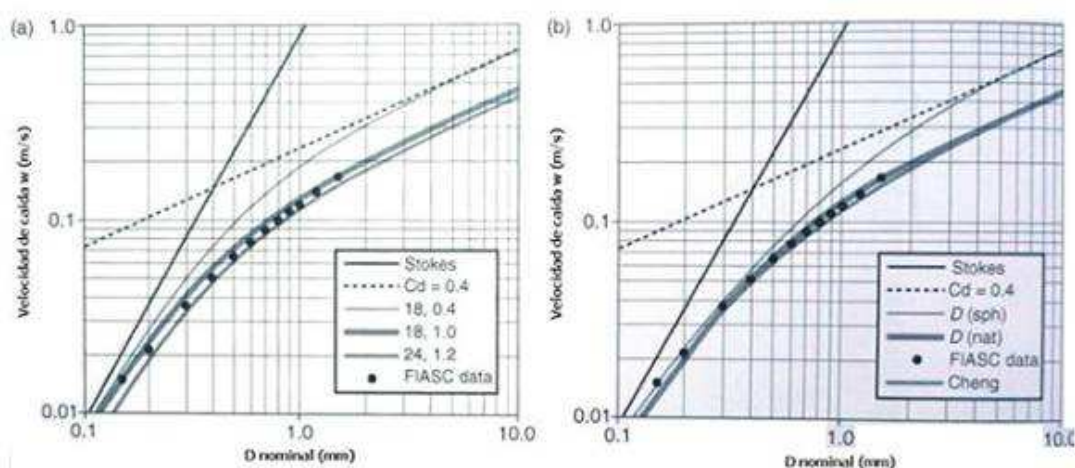 (a)
Velocidad de caída w (m/s)
1.0
0.1
0.01
Stokes
Cd = 0.4
18, 0.4
18, 1.0
24, 1.2
FIASC data
0.1
1.0
10.0
D nominal (mm)
(b)
Velocidad de caída w (m/s)
1.0
0.1
0.01
Stokes
Cd = 0.4
D (sph)
D (nat)
FIASC data
Cheng
0.1
1.0
10.0
D nominal (mm)